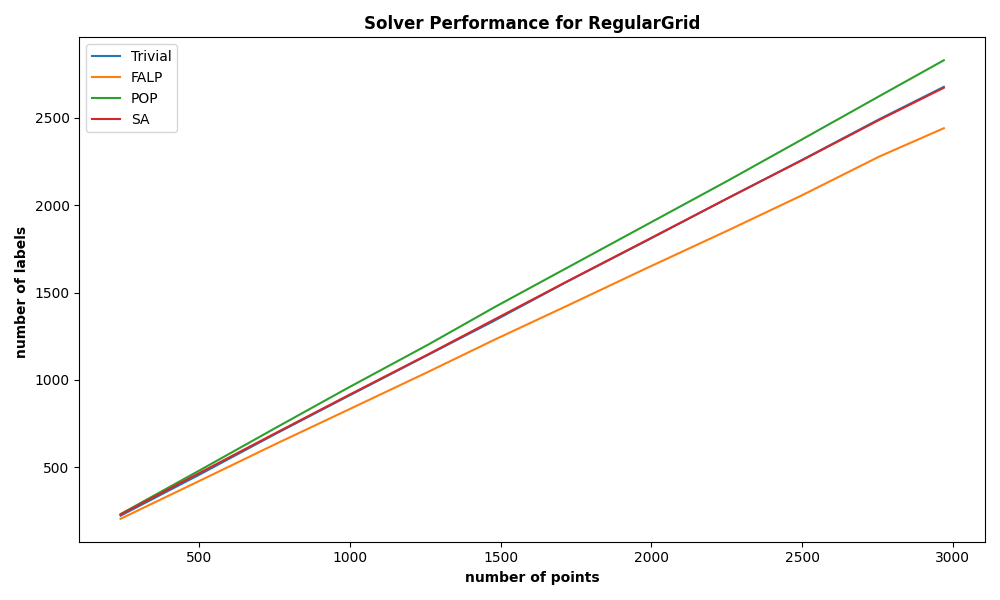 Solver Performance for RegularGrid
Trivial
FALP
POP
SA
number of labels
2500
2000
1500
1000
500
500 1000 1500 2000 2500 3000
number of points